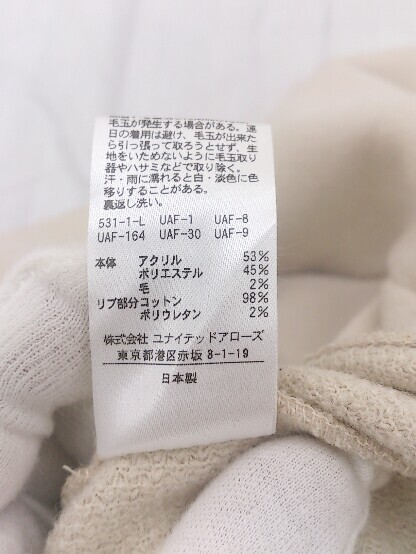 毛玉が発生する場合がある。連
日の着用は避け、毛玉が出来た
ら引っ張って取ろうとせず、生
地をいためないように毛玉取り
器やハサミなどで取り除く。
汗・雨に濡れると白・淡色に色
移りすることがある。
裏返し洗い。
531-1-L UAF-1 UAF-8
UAF-164 UAF-30 UAF-9
本体 アクリル 53%
ポリエステル 45%
毛 2%
リブ部分コットン 98%
ポリウレタン 2%
株式会社 ユナイテッドアローズ
東京都港区赤坂 8-1-19
日本製